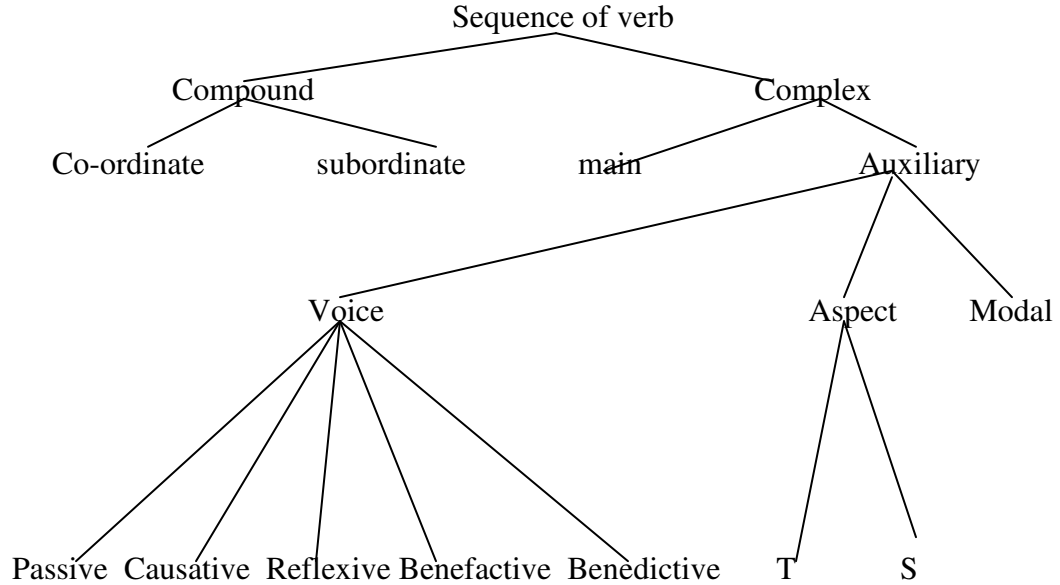 Sequence of verb
Compound Complex
Co-ordinate subordinate main Auxiliary
Voice Aspect Modal
Passive Causative Reflexive Benefactive Benedictive T S